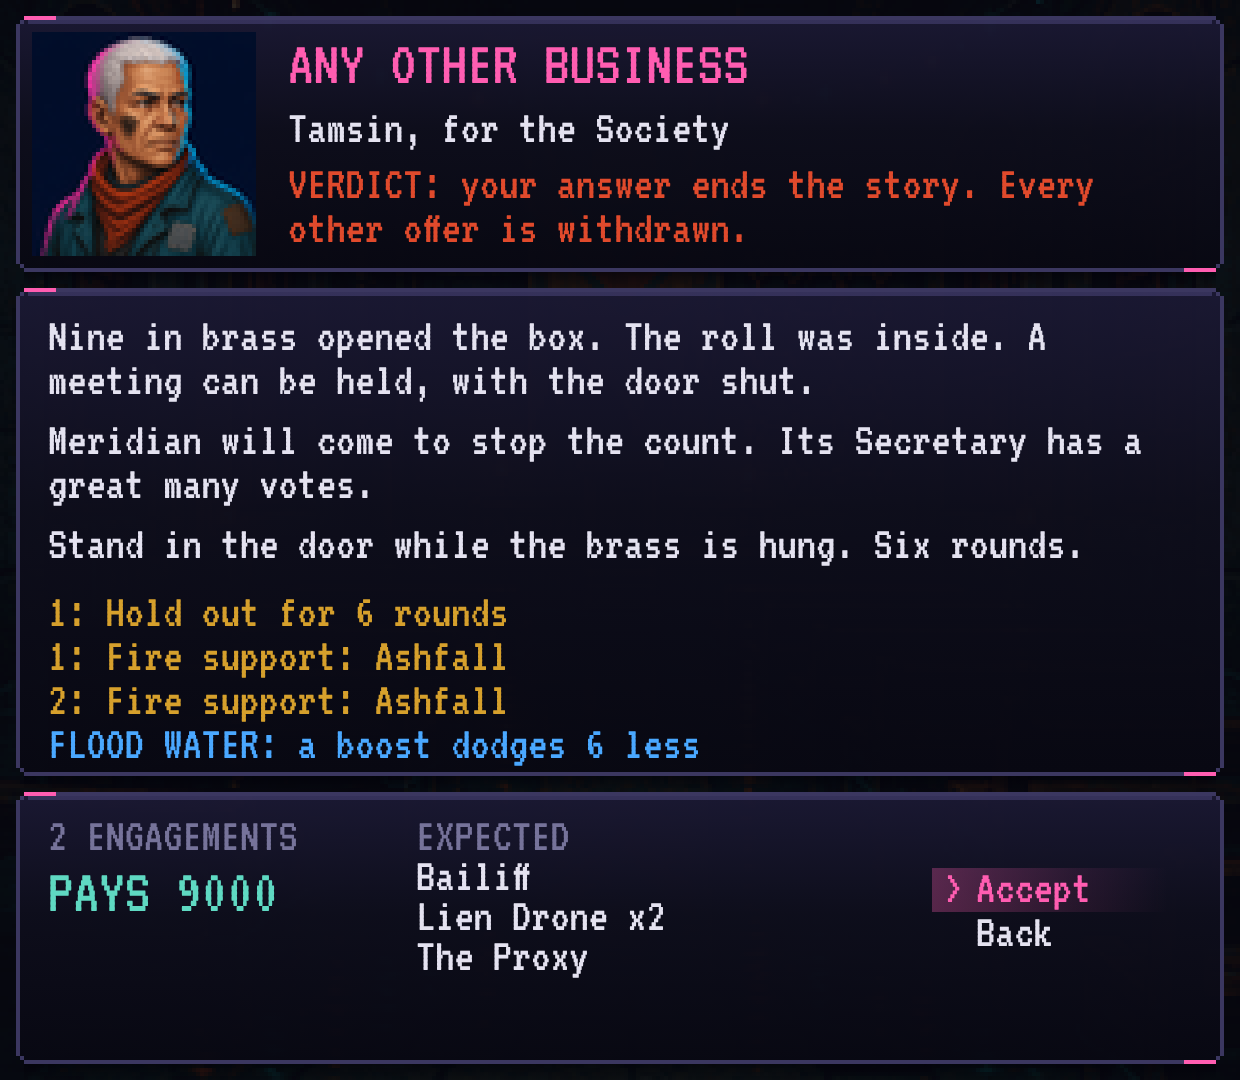 ANY OTHER BUSINESS
Tamsin, for the Society
VERDICT: your answer ends the story. Every
other offer is withdrawn.
Nine in brass opened the box. The roll was inside. A
meeting can be held, with the door shut.
Meridian will come to stop the count. Its Secretary has a
great many votes.
Stand in the door while the brass is hung. Six rounds.
1: Hold out for 6 rounds
1: Fire support: Ashfall
2: Fire support: Ashfall
FLOOD WATER: a boost dodges 6 less
2 ENGAGEMENTS
PAYS 9000
EXPECTED
Bailiff
Lien Drone x2
The Proxy
> Accept
Back